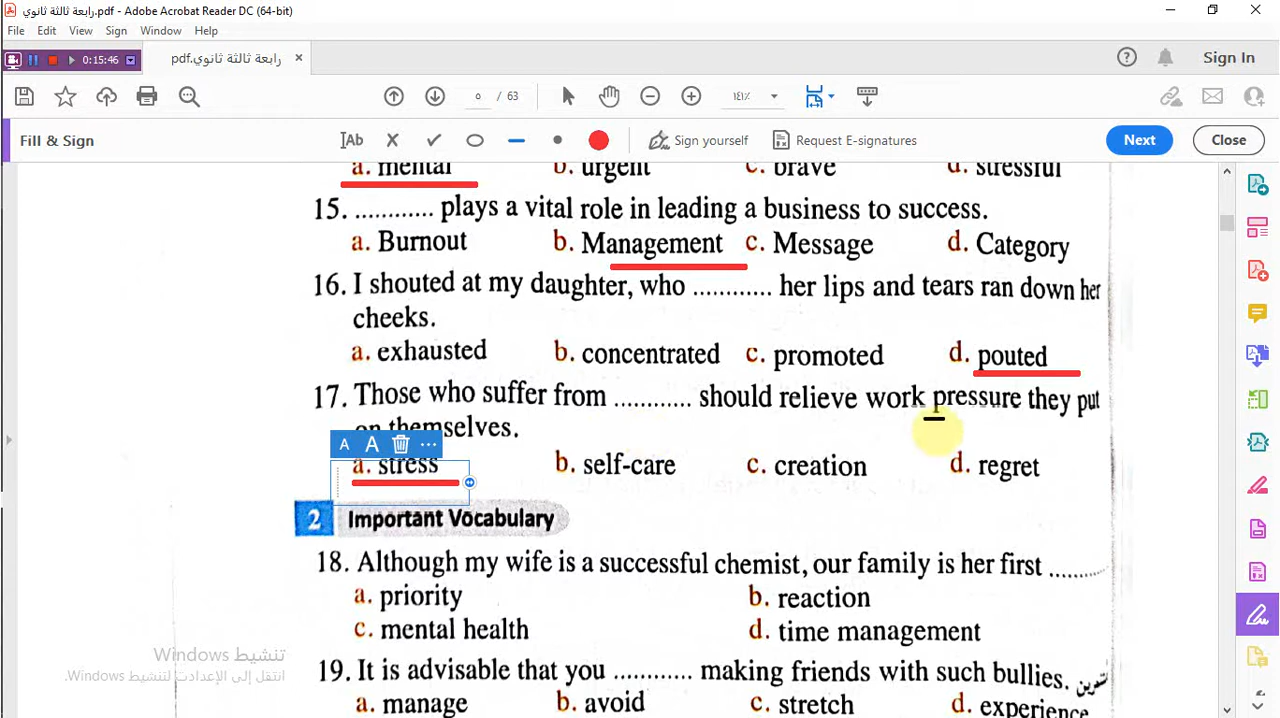 رابعة ثالثة ثانوي.pdf - Adobe Acrobat Reader DC (64-bit)
File Edit View Sign Window Help
0:15:46 رابعة ثالثة ثانوي.pdf × Sign In
٥ / 63 ١٤١٪
Fill & Sign Ab Sign yourself Request E-signatures Next Close
a. mental b. urgent c. brave d. stressful
15. ............ plays a vital role in leading a business to success.
a. Burnout b. Management c. Message d. Category
16. I shouted at my daughter, who ............ her lips and tears ran down her
cheeks.
a. exhausted b. concentrated c. promoted d. pouted
17. Those who suffer from ............ should relieve work pressure they put
on themselves.
A A
a. stress b. self-care c. creation d. regret
2 Important Vocabulary
18. Although my wife is a successful chemist, our family is her first .........
a. priority b. reaction
c. mental health d. time management
تنشيط Windows
انتقل إلى الإعدادات لتنشيط Windows.
19. It is advisable that you ............ making friends with such bullies.
a. manage b. avoid c. stretch d. experience